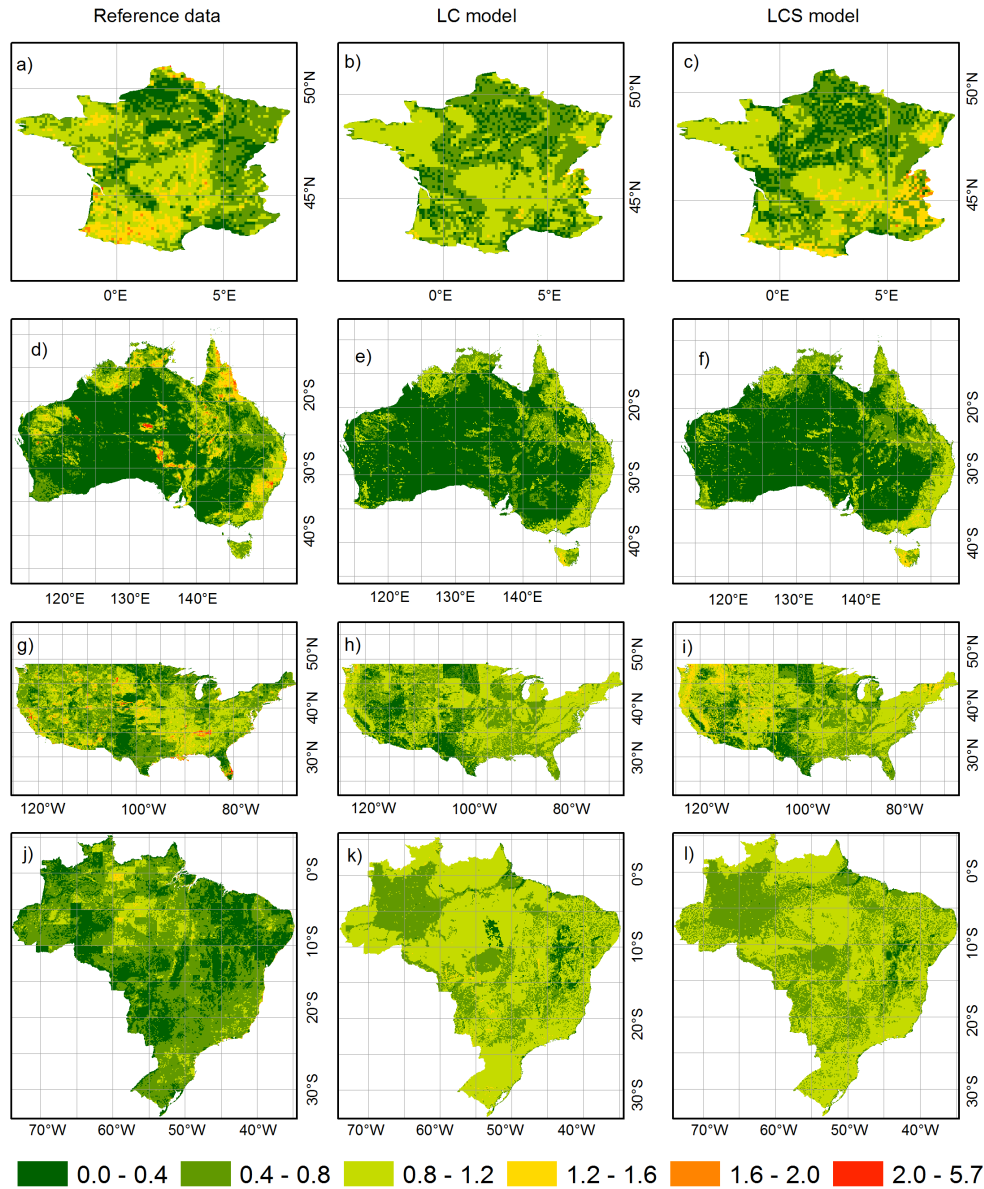 Reference data LC model LCS model
a) b) c)
50°N 50°N 50°N
45°N 45°N 45°N
0°E 5°E 0°E 5°E 0°E 5°E
d) e) f)
20°S 20°S 20°S
30°S 30°S 30°S
40°S 40°S 40°S
120°E 130°E 140°E 120°E 130°E 140°E 120°E 130°E 140°E
g) h) i)
50°N 50°N 50°N
40°N 40°N 40°N
30°N 30°N 30°N
120°W 100°W 80°W 120°W 100°W 80°W 120°W 100°W 80°W
j) k) l)
0°S 0°S 0°S
10°S 10°S 10°S
20°S 20°S 20°S
30°S 30°S 30°S
70°W 60°W 50°W 40°W 70°W 60°W 50°W 40°W 70°W 60°W 50°W 40°W
0.0 - 0.4 0.4 - 0.8 0.8 - 1.2 1.2 - 1.6 1.6 - 2.0 2.0 - 5.7